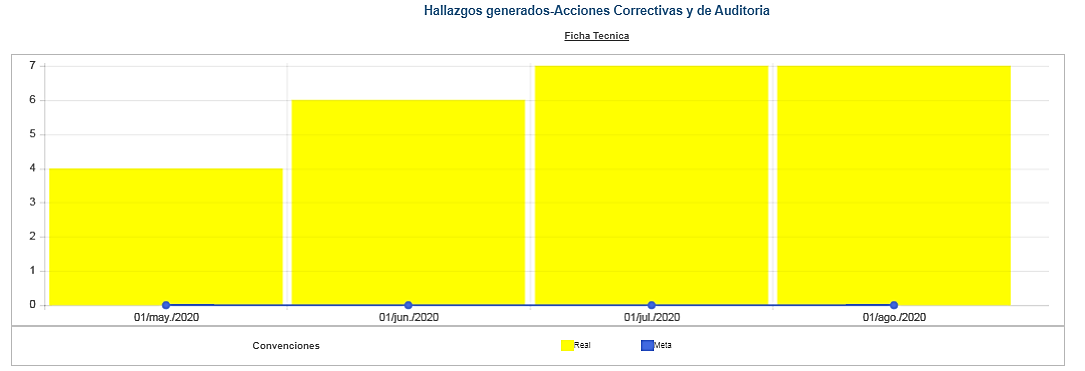 Hallazgos generados-Acciones Correctivas y de Auditoria
Ficha Tecnica
7
6
5
4
3
2
1
0
01/may./2020 01/jun./2020 01/jul./2020 01/ago./2020
Convenciones Real Meta